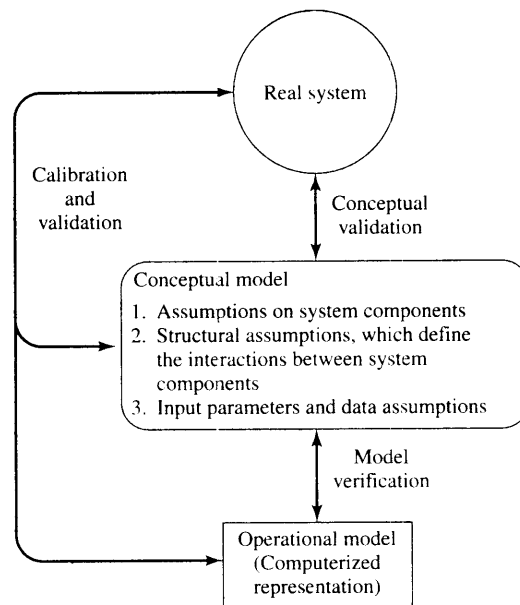 Real system
Calibration
and
validation
Conceptual
validation
Conceptual model
1. Assumptions on system components
2. Structural assumptions, which define
the interactions between system
components
3. Input parameters and data assumptions
Model
verification
Operational model
(Computerized
representation)